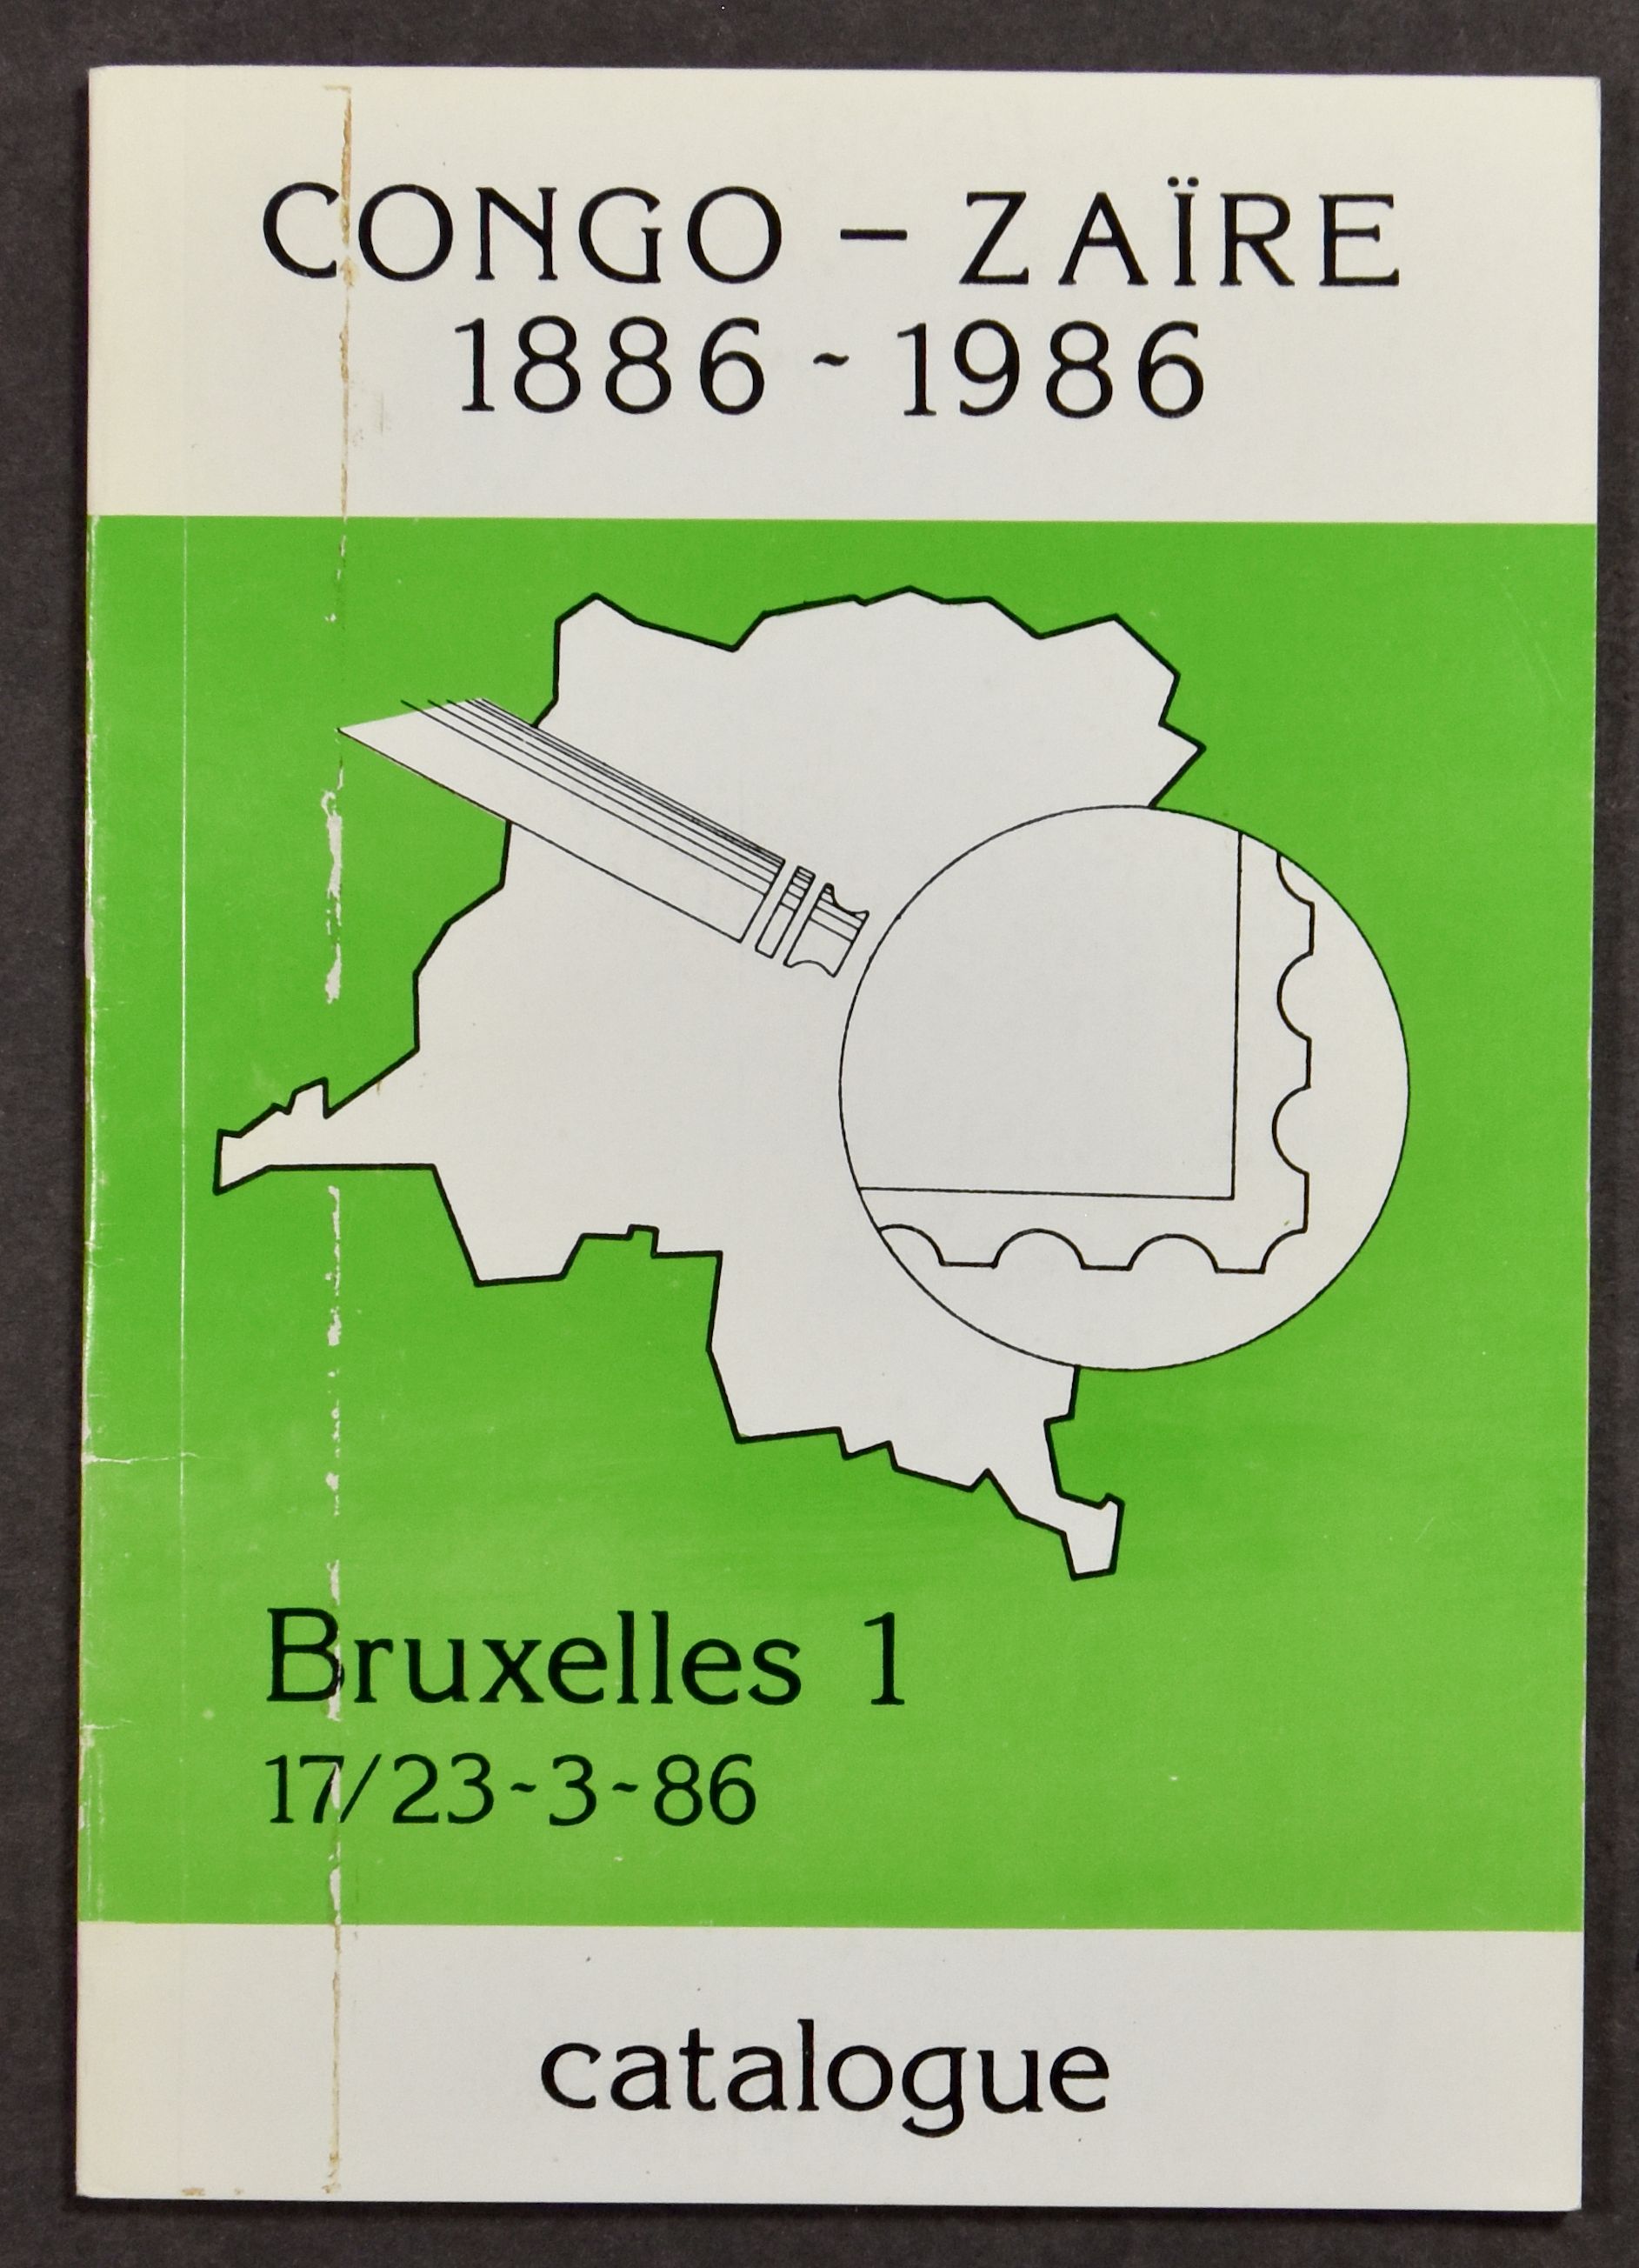 CONGO – ZAÏRE
1886 ~ 1986
Bruxelles 1
17/23~3~86
catalogue